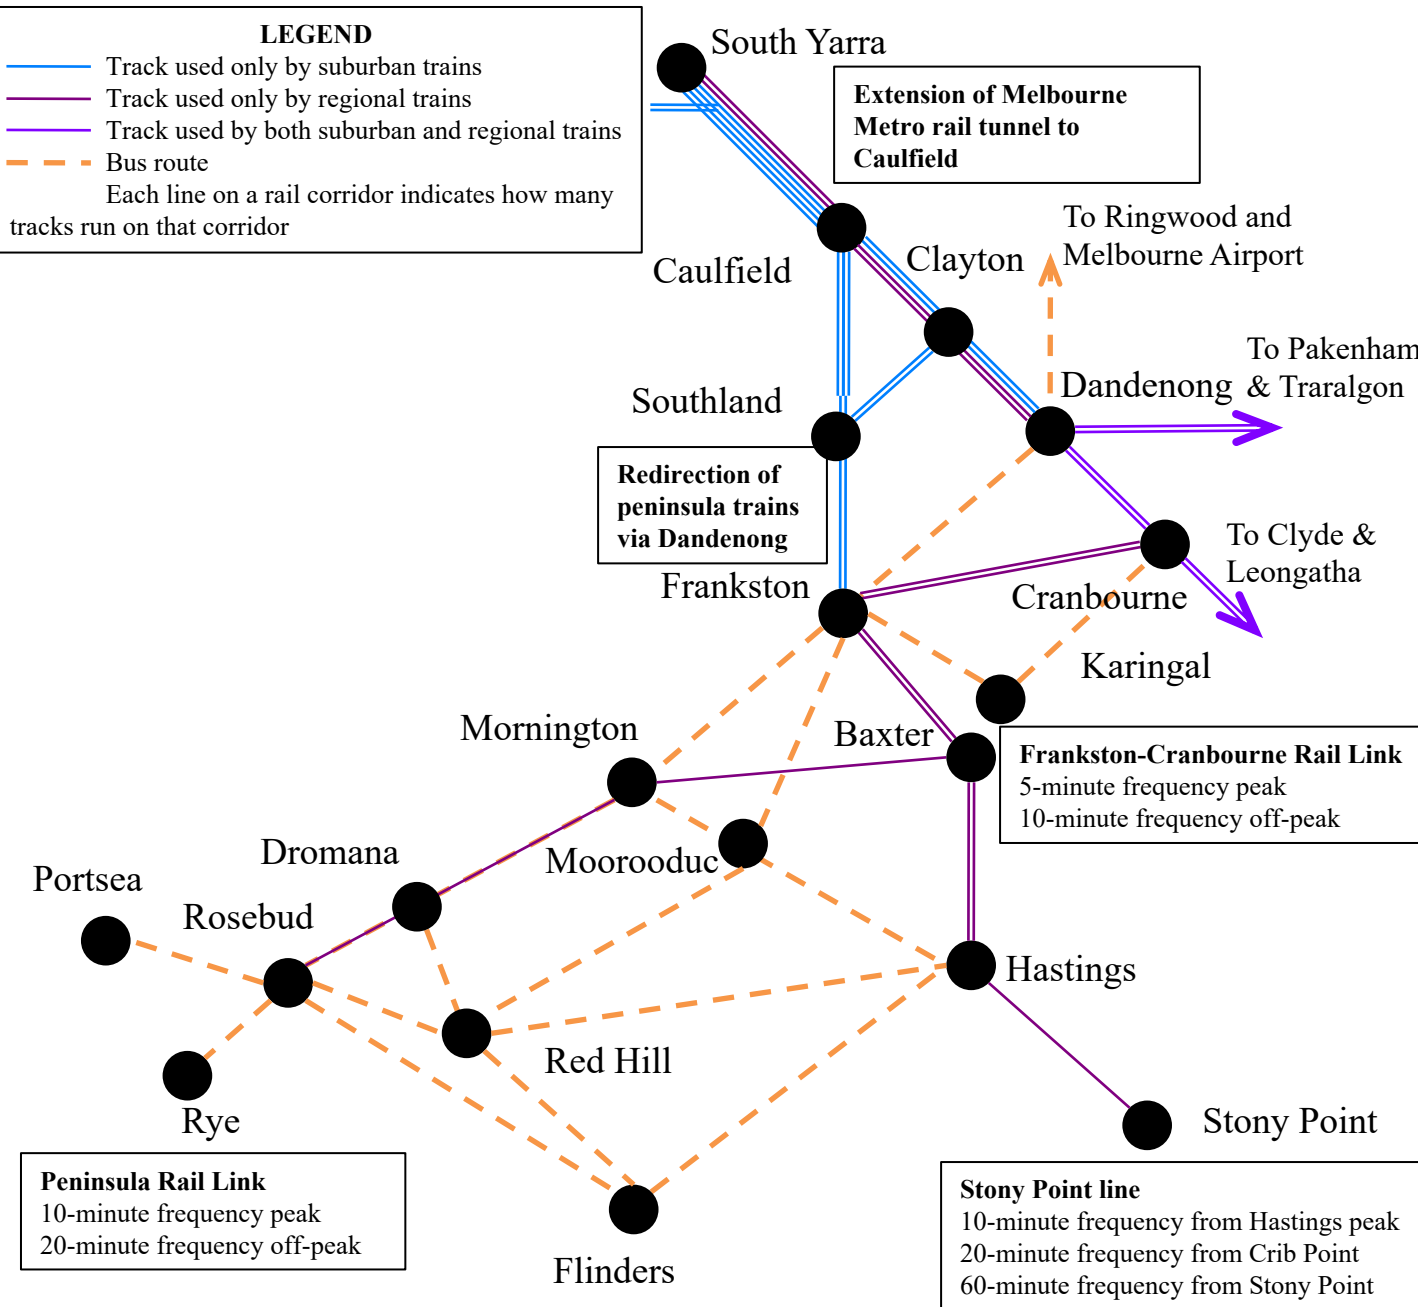 LEGEND
Track used only by suburban trains
Track used only by regional trains
Track used by both suburban and regional trains
Bus route
Each line on a rail corridor indicates how many
tracks run on that corridor
South Yarra
Extension of Melbourne
Metro rail tunnel to
Caulfield
To Ringwood and
Melbourne Airport
Caulfield
Clayton
To Pakenham
& Traralgon
Dandenong
Southland
Redirection of
peninsula trains
via Dandenong
To Clyde &
Leongatha
Frankston
Cranbourne
Karingal
Mornington
Baxter
Frankston-Cranbourne Rail Link
5-minute frequency peak
10-minute frequency off-peak
Dromana
Moorooduc
Portsea
Rosebud
Hastings
Red Hill
Rye
Stony Point
Peninsula Rail Link
10-minute frequency peak
20-minute frequency off-peak
Flinders
Stony Point line
10-minute frequency from Hastings peak
20-minute frequency from Crib Point
60-minute frequency from Stony Point